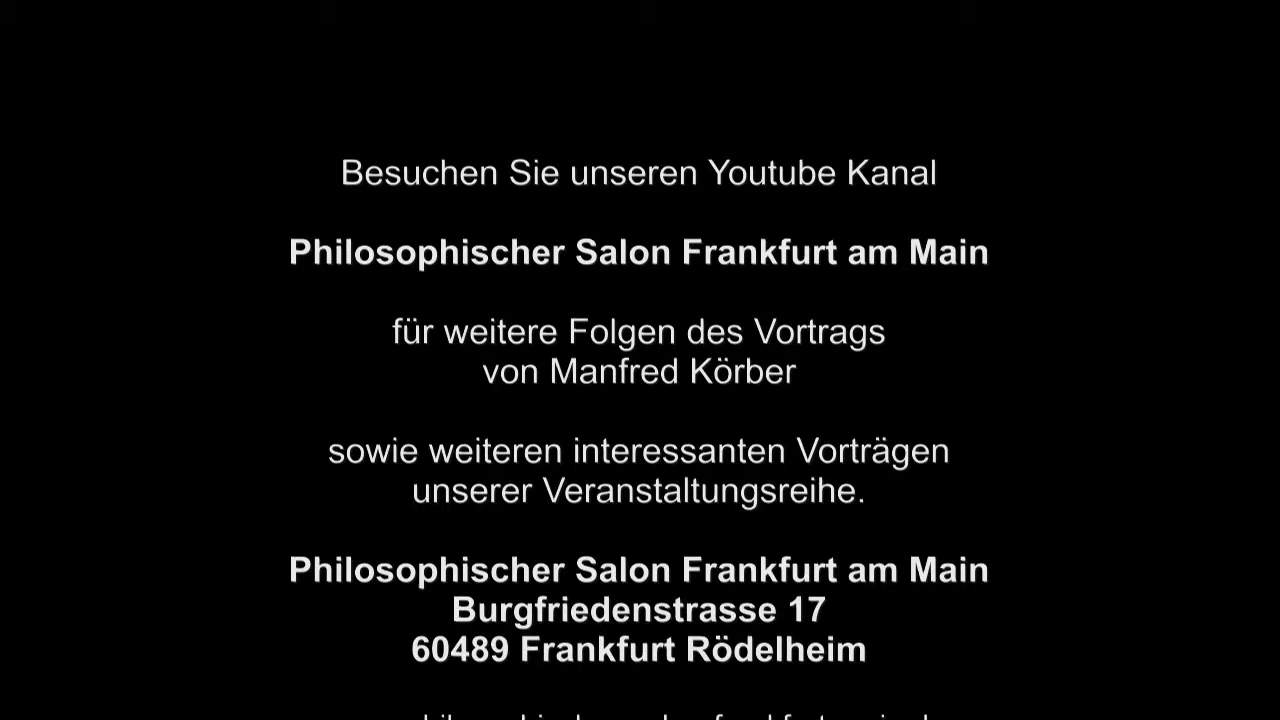 Besuchen Sie unseren Youtube Kanal
Philosophischer Salon Frankfurt am Main
für weitere Folgen des Vortrags
von Manfred Körber
sowie weiteren interessanten Vorträgen
unserer Veranstaltungsreihe.
Philosophischer Salon Frankfurt am Main
Burgfriedenstrasse 17
60489 Frankfurt Rödelheim